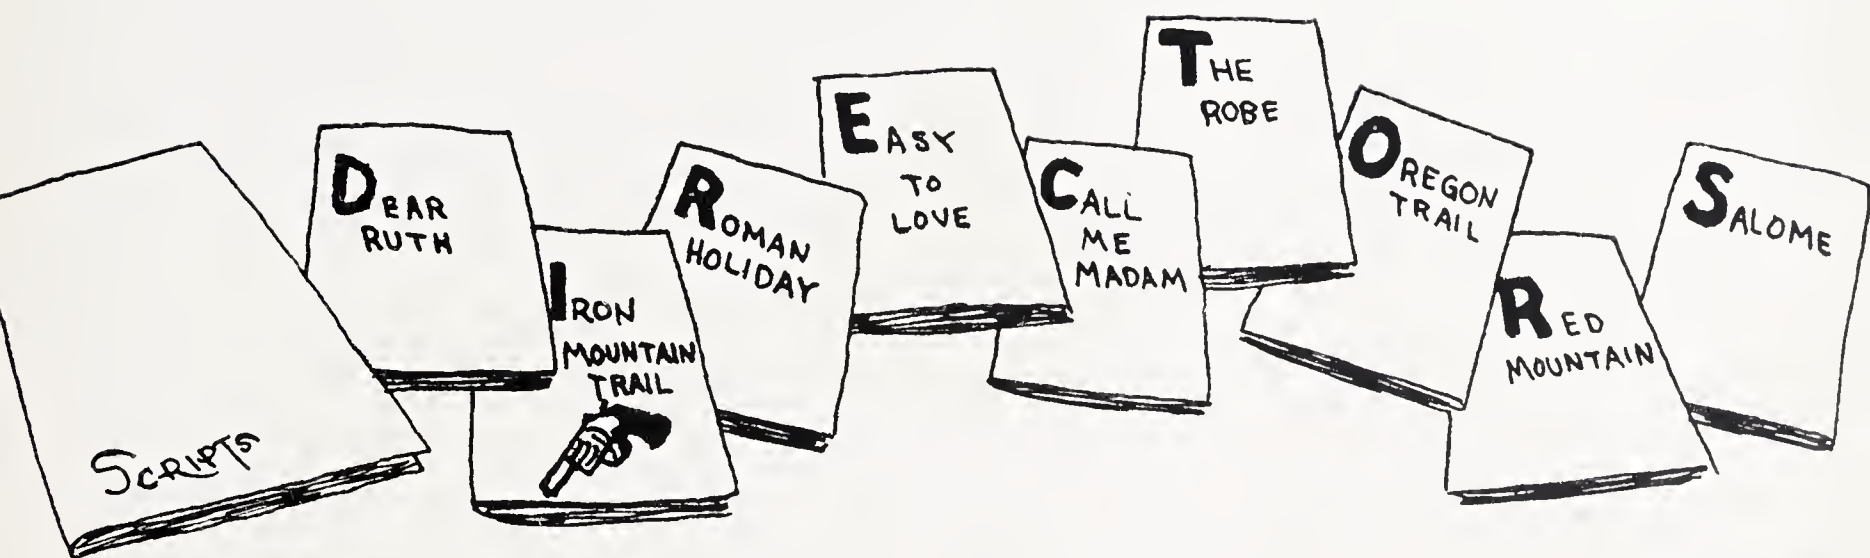 SCRIPTS
DEAR
RUTH
IRON
MOUNTAIN
TRAIL
ROMAN
HOLIDAY
EASY
TO
LOVE
CALL
ME
MADAM
THE
ROBE
OREGON
TRAIL
RED
MOUNTAIN
SALOME